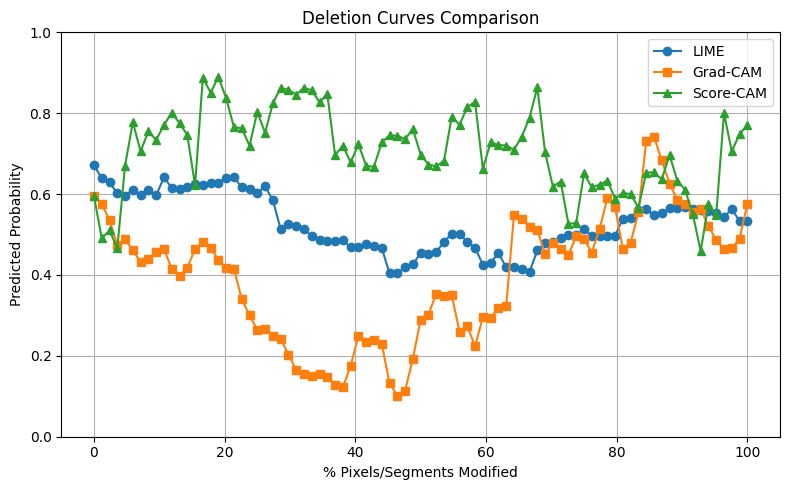 Deletion Curves Comparison
LIME
Grad-CAM
Score-CAM
Predicted Probability
1.0
0.8
0.6
0.4
0.2
0.0
0 20 40 60 80 100
% Pixels/Segments Modified